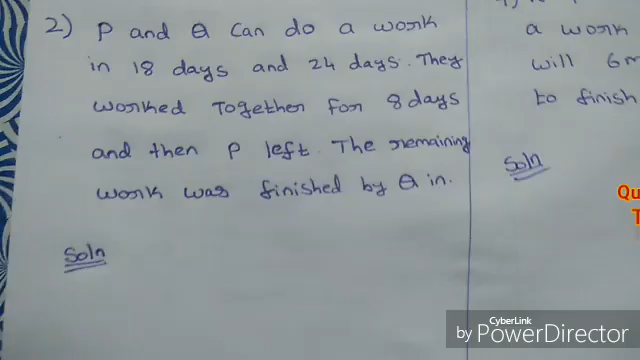 2) P and Q can do a work
in 18 days and 24 days. They
worked Together for 8 days
and then P left. The remaining
work was finished by Q in.
Soln
a work
will 6m
to finish
Soln
Qu
T
CyberLink
by PowerDirector